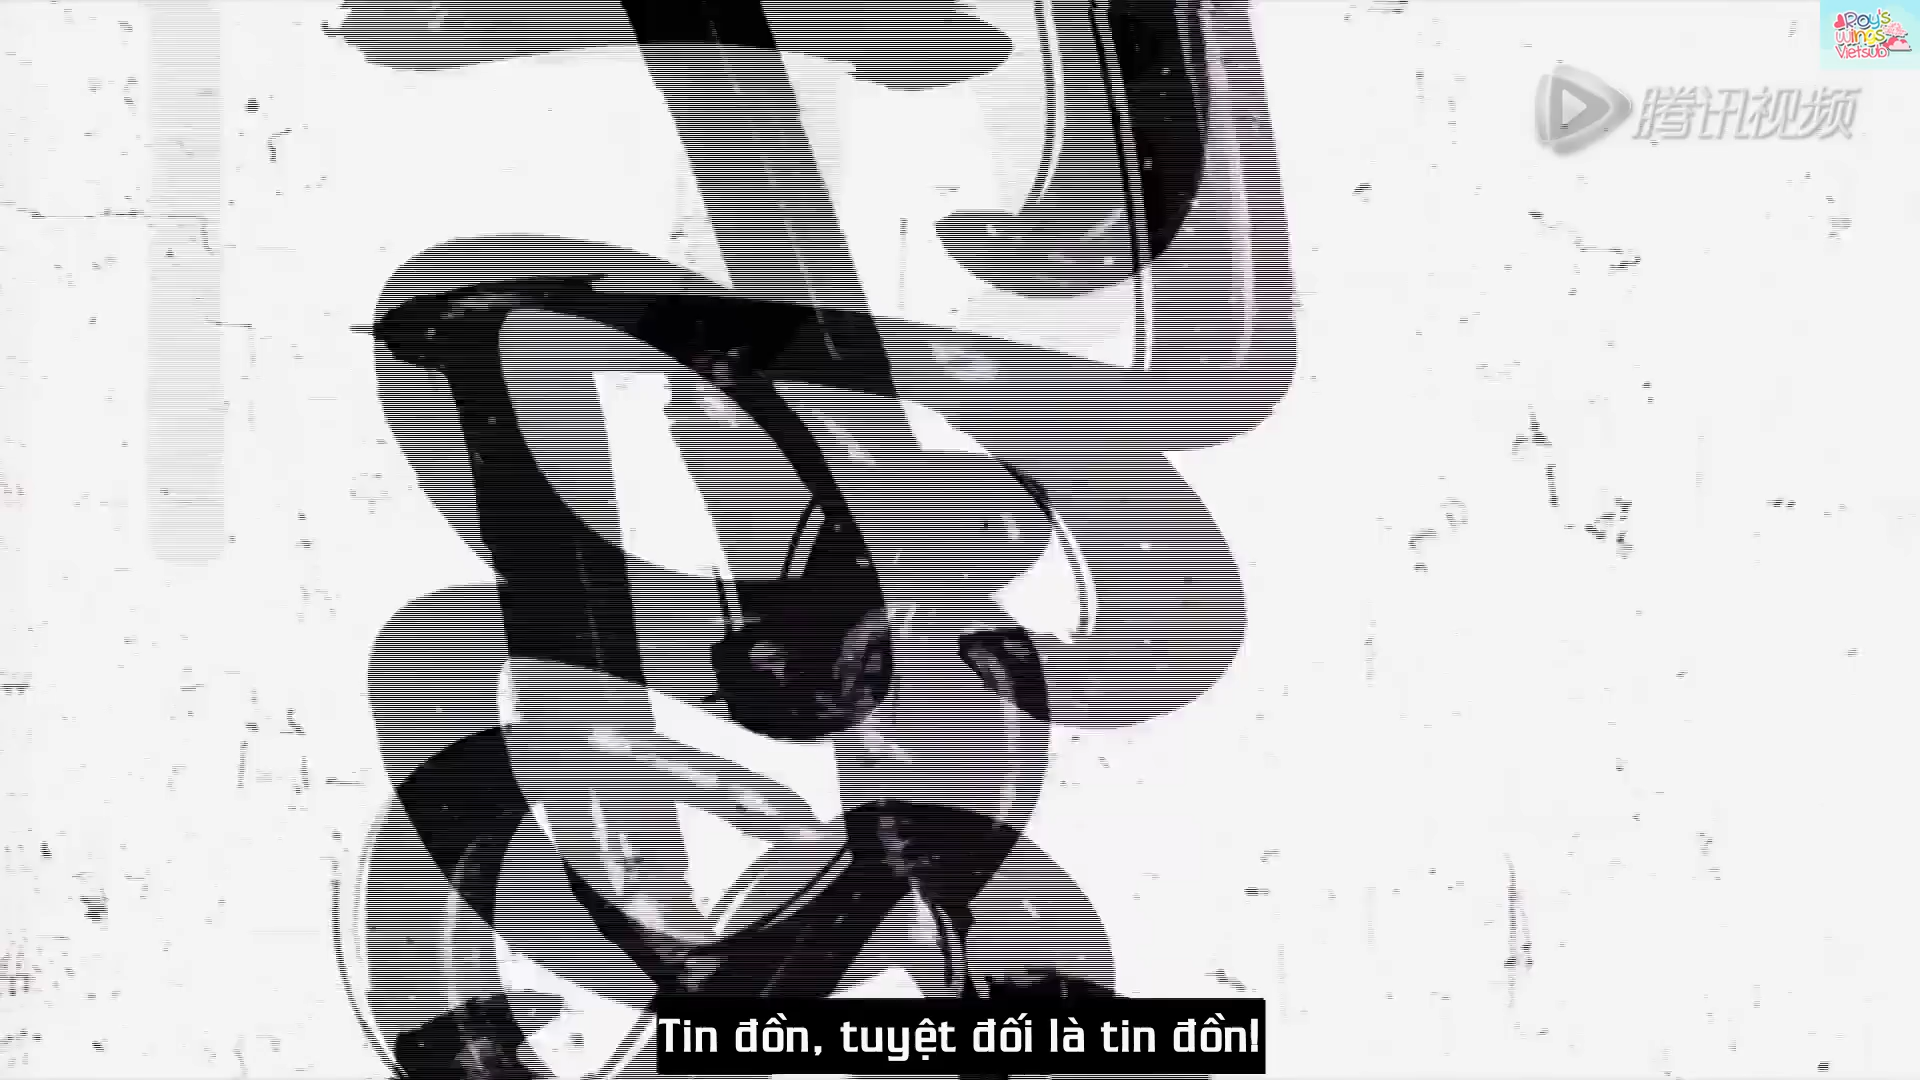 Roy's
wings
Vietsub
腾讯视频
Tin đồn, tuyệt đối là tin đồn!